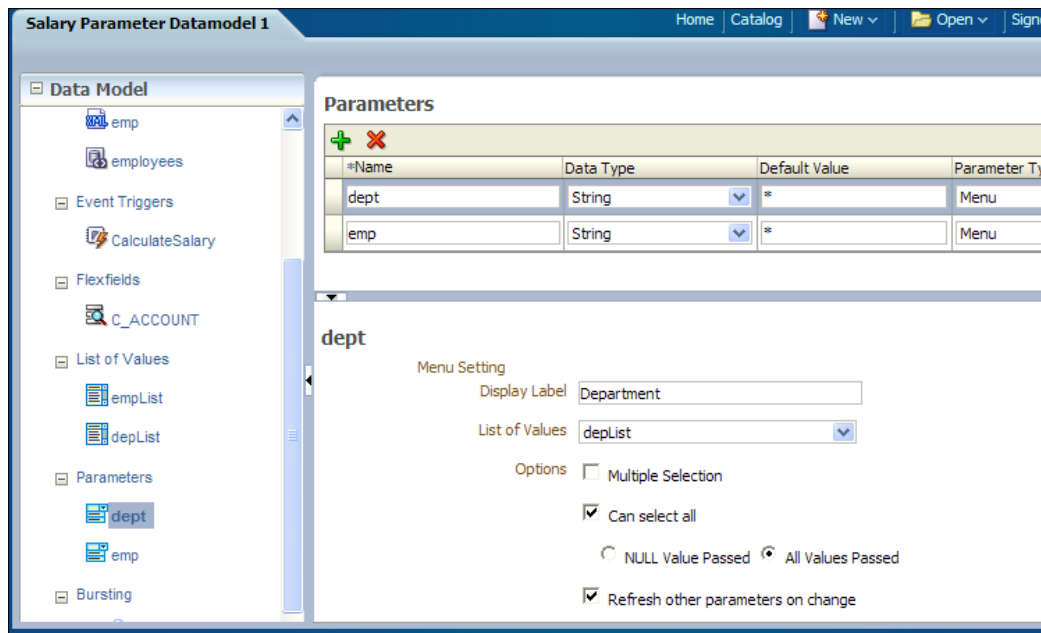 Salary Parameter Datamodel 1
Home Catalog New Open
Data Model
emp
employees
Event Triggers
CalculateSalary
Flexfields
C_ACCOUNT
List of Values
empList
depList
Parameters
dept
emp
Bursting
Parameters
*Name Data Type Default Value Parameter
dept String * Menu
emp String * Menu
dept
Menu Setting
Display Label Department
List of Values depList
Options Multiple Selection
Can select all
NULL Value Passed All Values Passed
Refresh other parameters on change